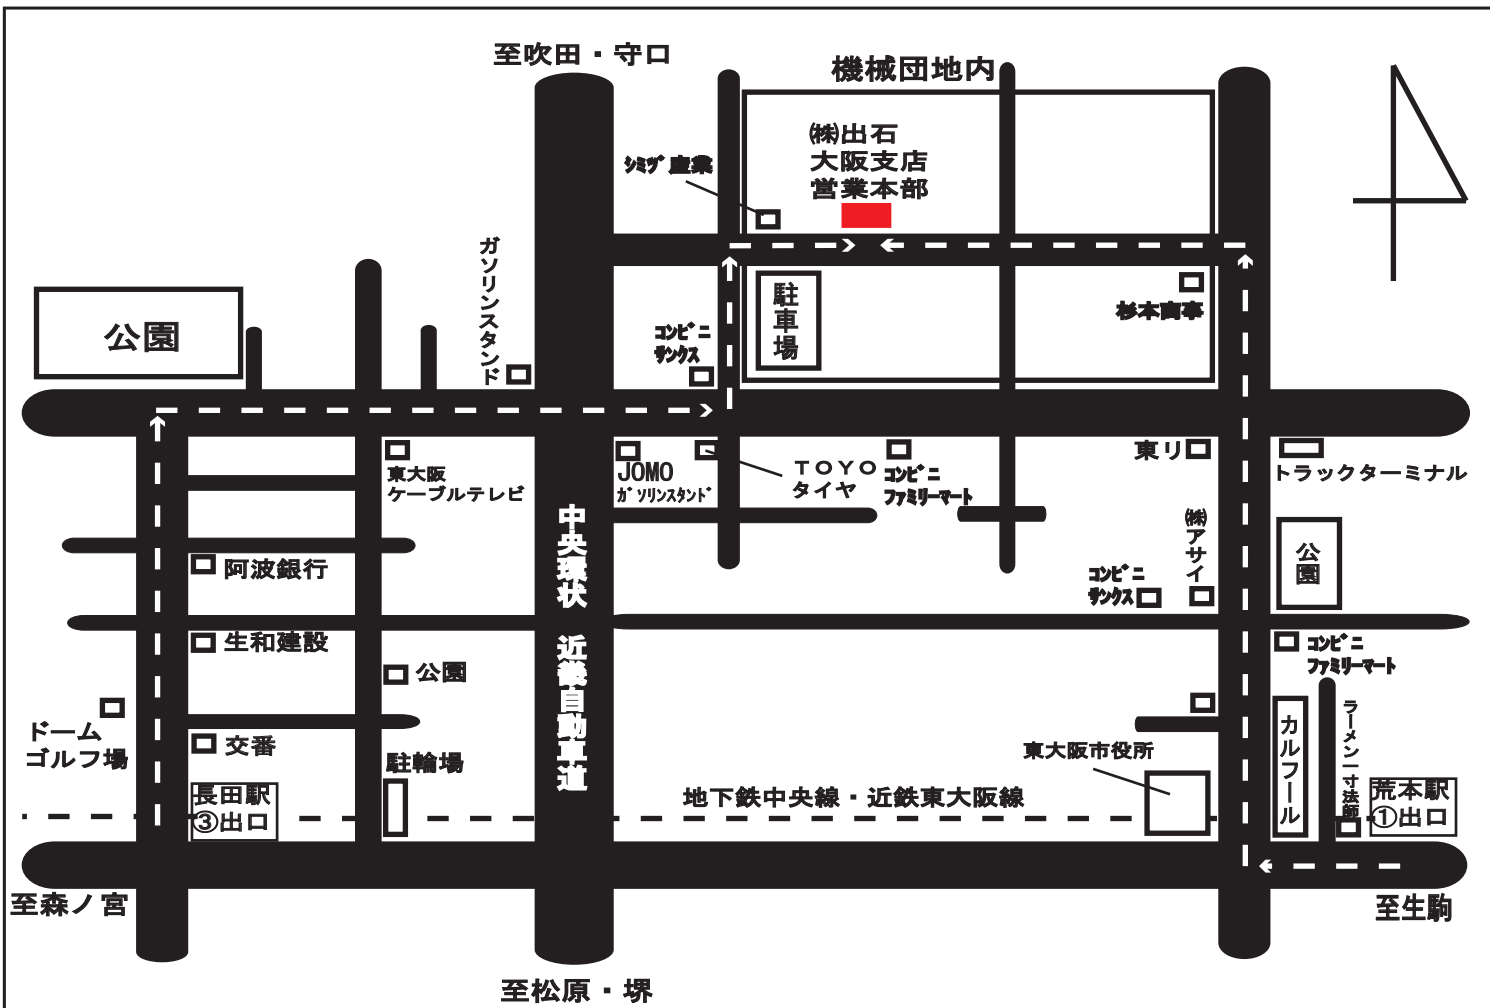 至吹田・守口
機械団地内
㈱出石
大阪支店
営業本部
ｼﾐﾂﾞ産業
ガソリンスタンド
公園
ｺﾝﾋﾞﾆ
ｻﾝｸｽ
駐車場
杉本商事
東大阪
ケーブルテレビ
JOMO
ｶﾞｿﾘﾝｽﾀﾝﾄﾞ
ＴＯＹＯ
タイヤ
ｺﾝﾋﾞﾆ
ﾌｧﾐﾘｰﾏｰﾄ
東リ
トラックターミナル
㈱アサイ
公園
中央環状　近畿自動車道
阿波銀行
ｺﾝﾋﾞﾆ
ｻﾝｸｽ
生和建設
公園
ｺﾝﾋﾞﾆ
ﾌｧﾐﾘｰﾏｰﾄ
ドーム
ゴルフ場
交番
駐輪場
東大阪市役所
カルフール
ラーメン一寸法師
長田駅
③出口
地下鉄中央線・近鉄東大阪線
荒本駅
①出口
至森ノ宮
至生駒
至松原・堺